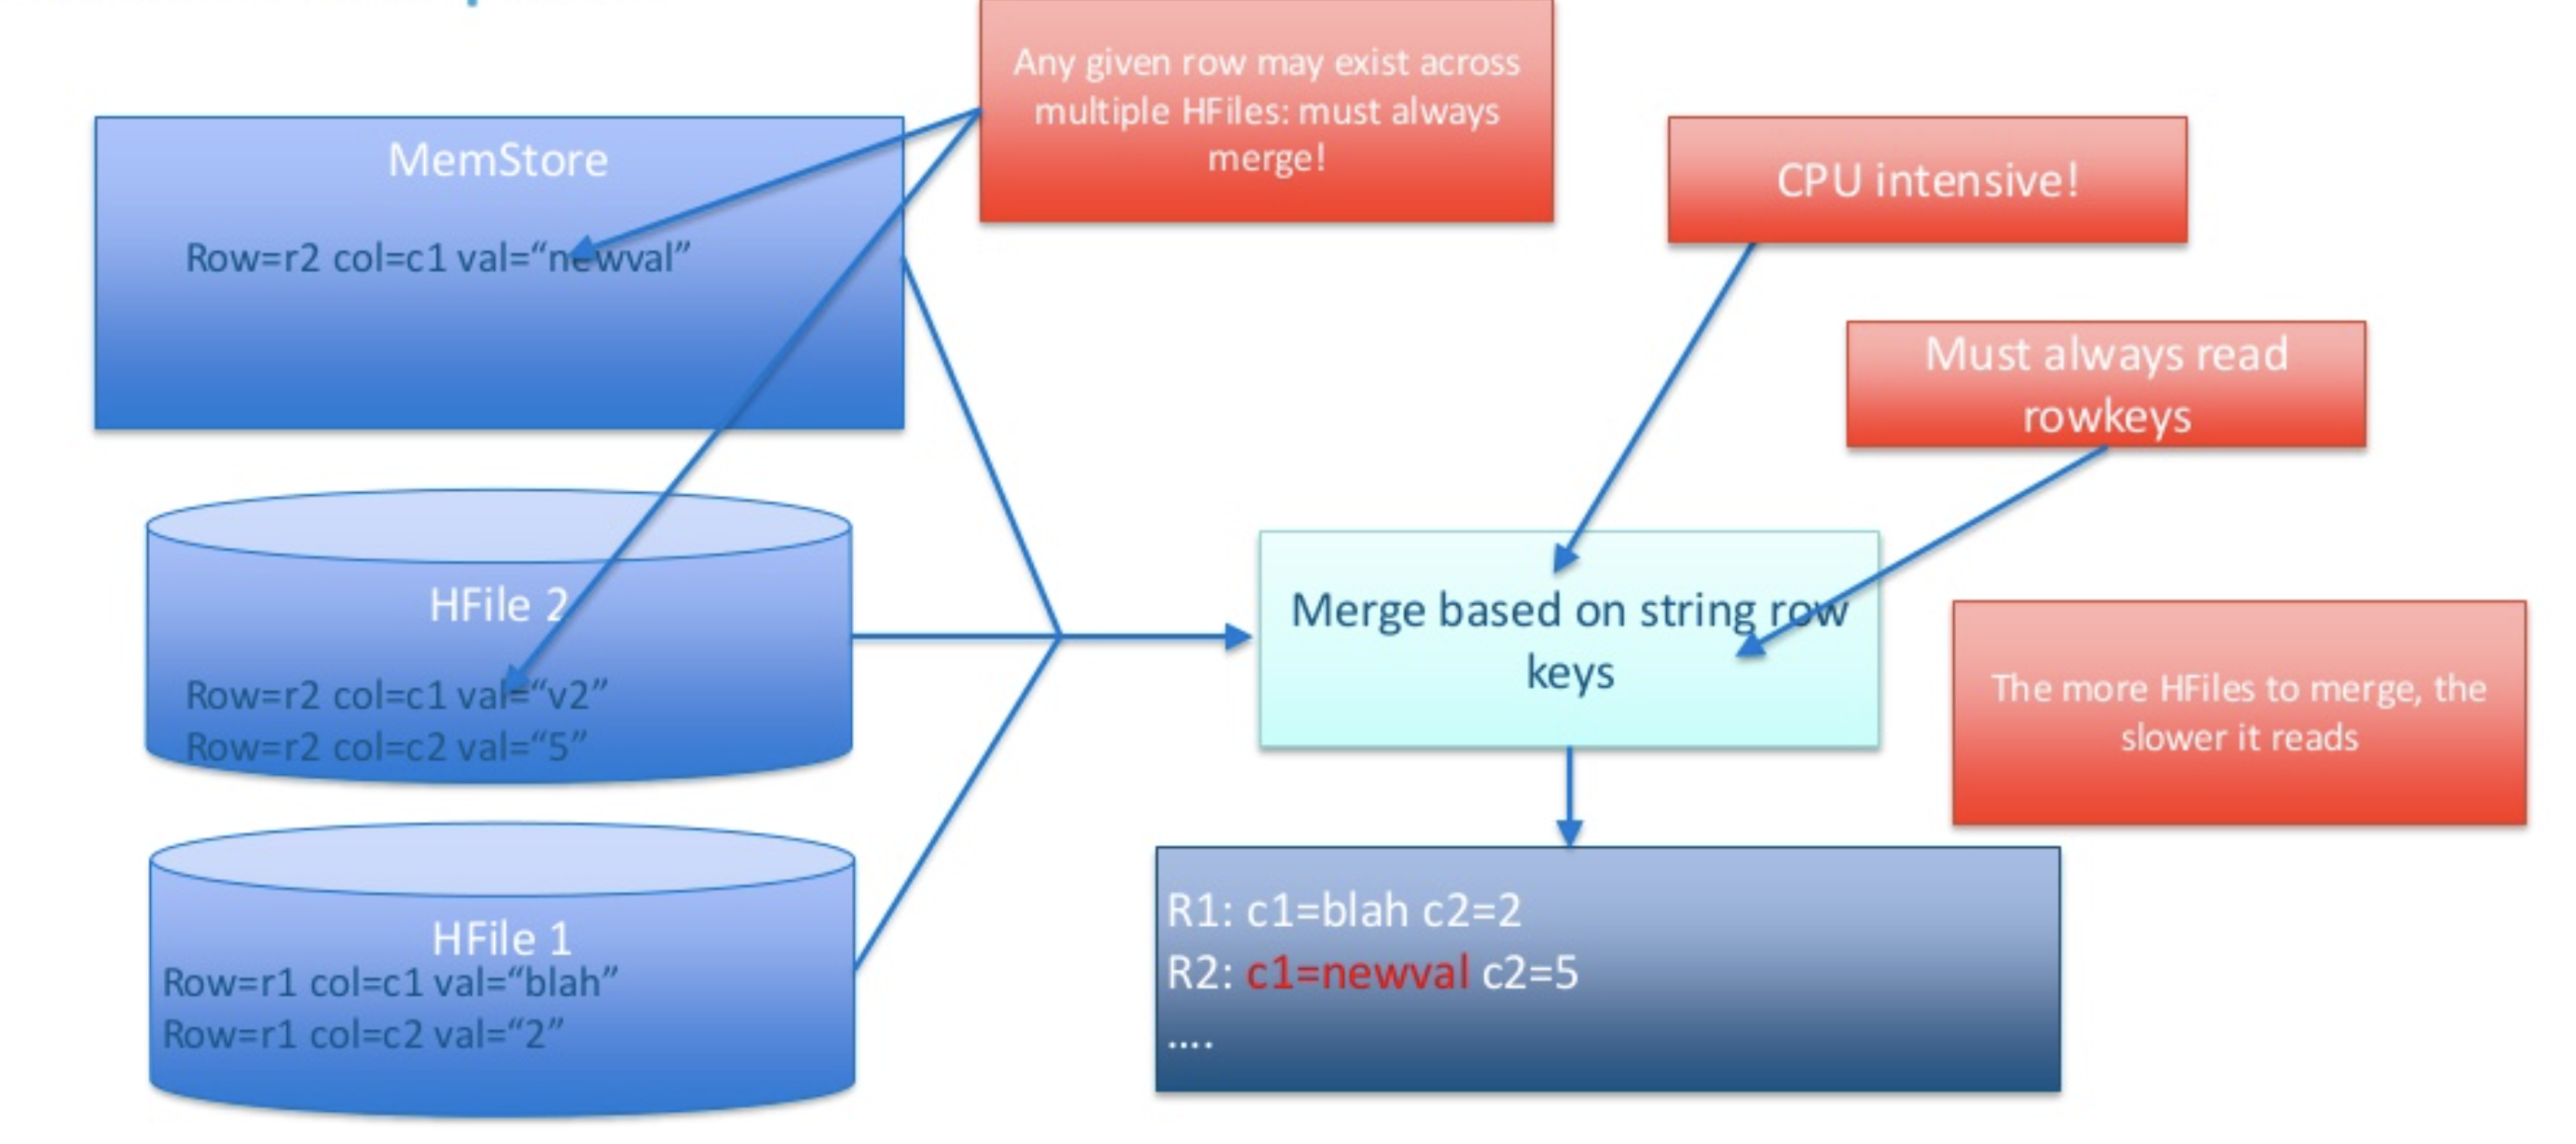 Any given row may exist across
multiple HFiles: must always
merge!
MemStore
Row=r2 col=c1 val=“newval”
CPU intensive!
Must always read
rowkeys
HFile 2
Row=r2 col=c1 val=“v2”
Row=r2 col=c2 val=“5”
Merge based on string row
keys
The more HFiles to merge, the
slower it reads
HFile 1
Row=r1 col=c1 val=“blah”
Row=r1 col=c2 val=“2”
R1: c1=blah c2=2
R2: c1=newval c2=5
....